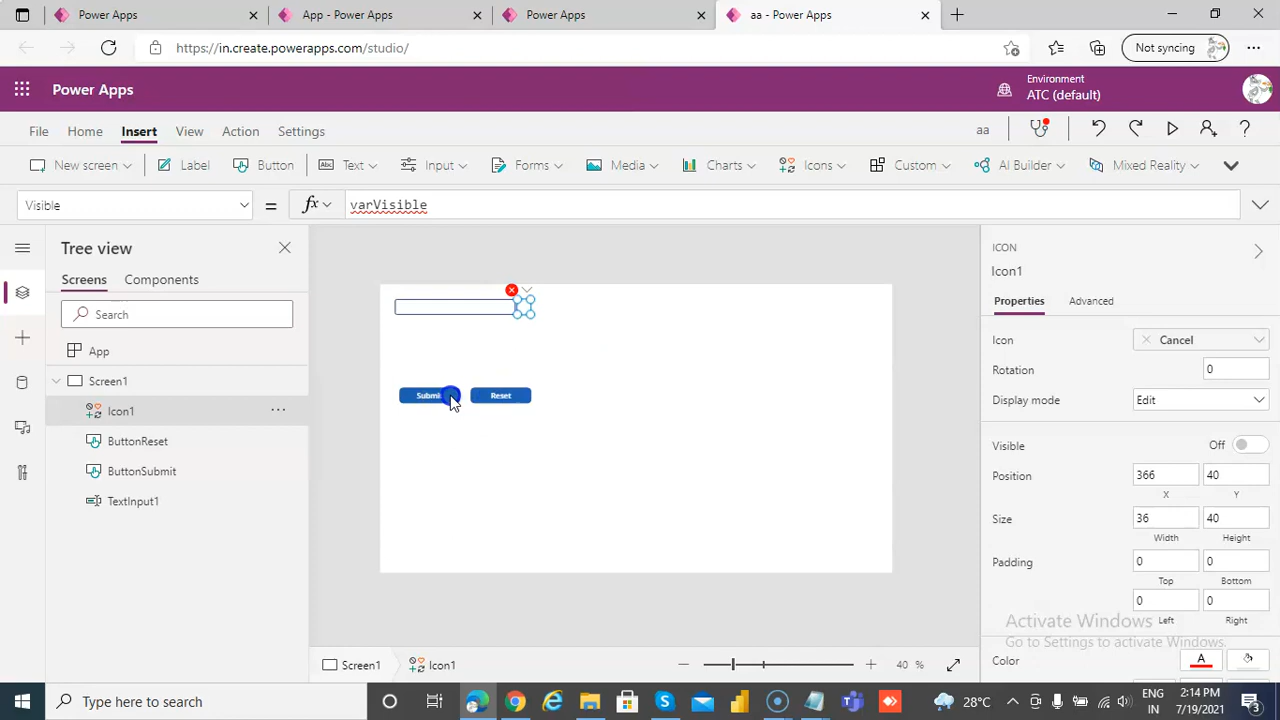 Power Apps
App - Power Apps
Power Apps
aa - Power Apps
https://in.create.powerapps.com/studio/
Not syncing
Power Apps
Environment
ATC (default)
File Home Insert View Action Settings
aa
New screen Label Button Text Input Forms Media Charts Icons Custom AI Builder Mixed Reality
Visible = fx varVisible
Tree view
Screens Components
Search
App
Screen1
Icon1
ButtonReset
ButtonSubmit
TextInput1
Reset
ICON
Icon1
Properties Advanced
Icon Cancel
Rotation 0
Display mode Edit
Visible Off
Position 366 40
X Y
Size 36 40
Width Height
Padding 0 0
Top Bottom
0 0
Left Right
Color A
Activate Windows
Go to Settings to activate Windows.
Screen1 Icon1
40 %
Type here to search
28°C
ENG
IN
2:14 PM
7/19/2021
3